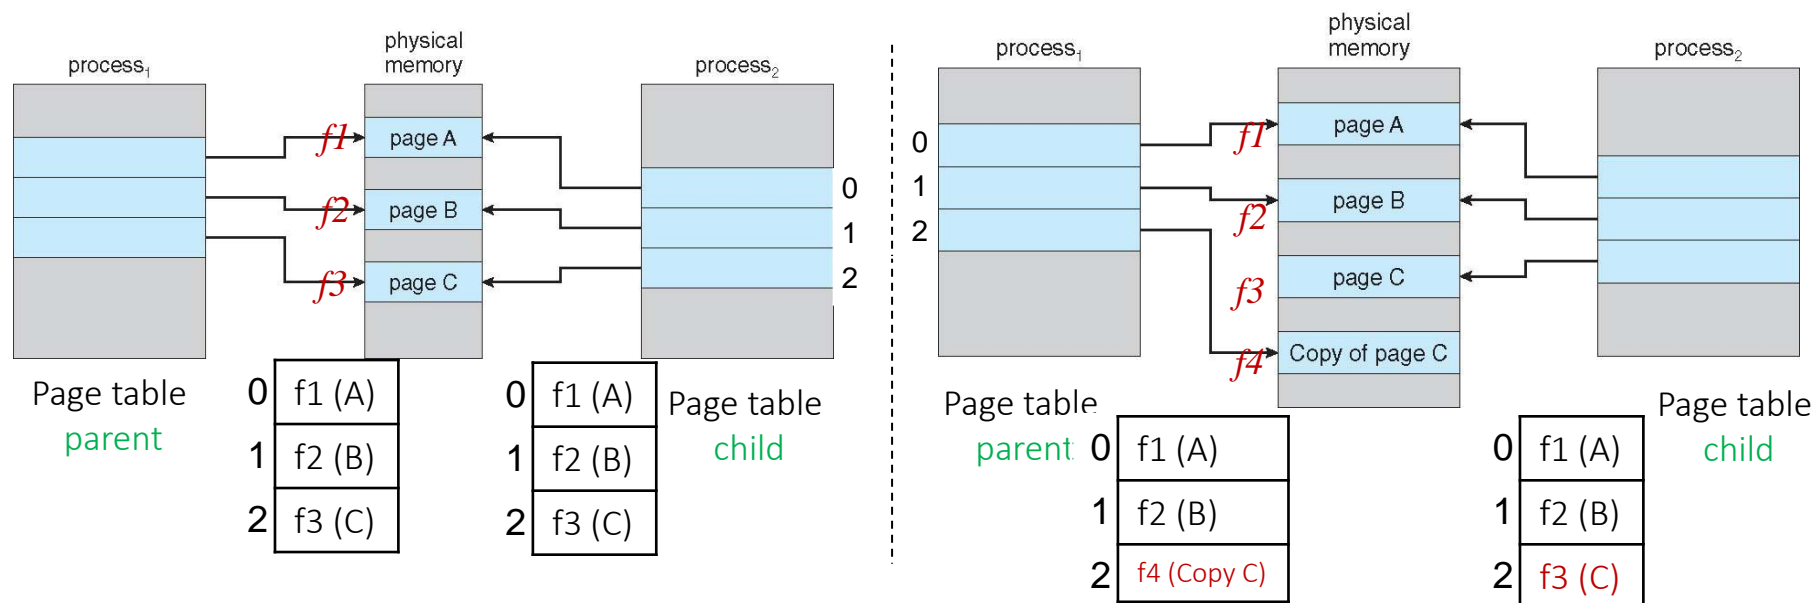 process₁
physical
memory
process₂
f1
page A
f2
page B
f3
page C
0
1
2
Page table
parent
0 f1 (A)
1 f2 (B)
2 f3 (C)
0 f1 (A)
1 f2 (B)
2 f3 (C)
Page table
child
process₁
physical
memory
process₂
0
1
2
f1
page A
f2
page B
f3
page C
f4
Copy of page C
Page table
parent:
0 f1 (A)
1 f2 (B)
2 f4 (Copy C)
0 f1 (A)
1 f2 (B)
2 f3 (C)
Page table
child